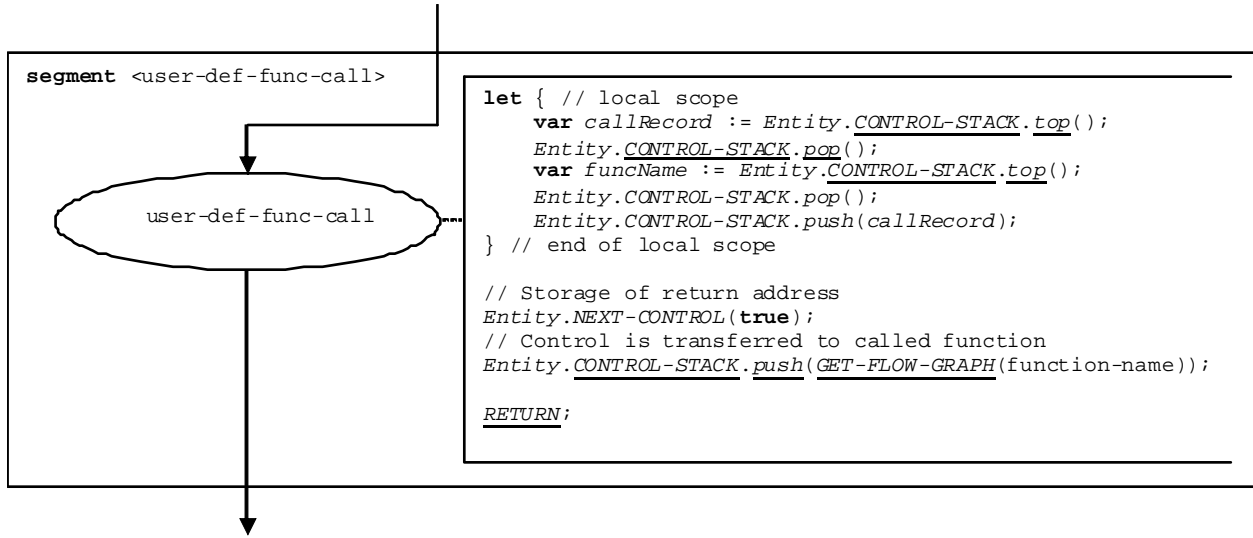 segment <user-def-func-call>
user-def-func-call
let { // local scope
var callRecord := Entity.CONTROL-STACK.top();
Entity.CONTROL-STACK.pop();
var funcName := Entity.CONTROL-STACK.top();
Entity.CONTROL-STACK.pop();
Entity.CONTROL-STACK.push(callRecord);
} // end of local scope
// Storage of return address
Entity.NEXT-CONTROL(true);
// Control is transferred to called function
Entity.CONTROL-STACK.push(GET-FLOW-GRAPH(function-name));
RETURN;